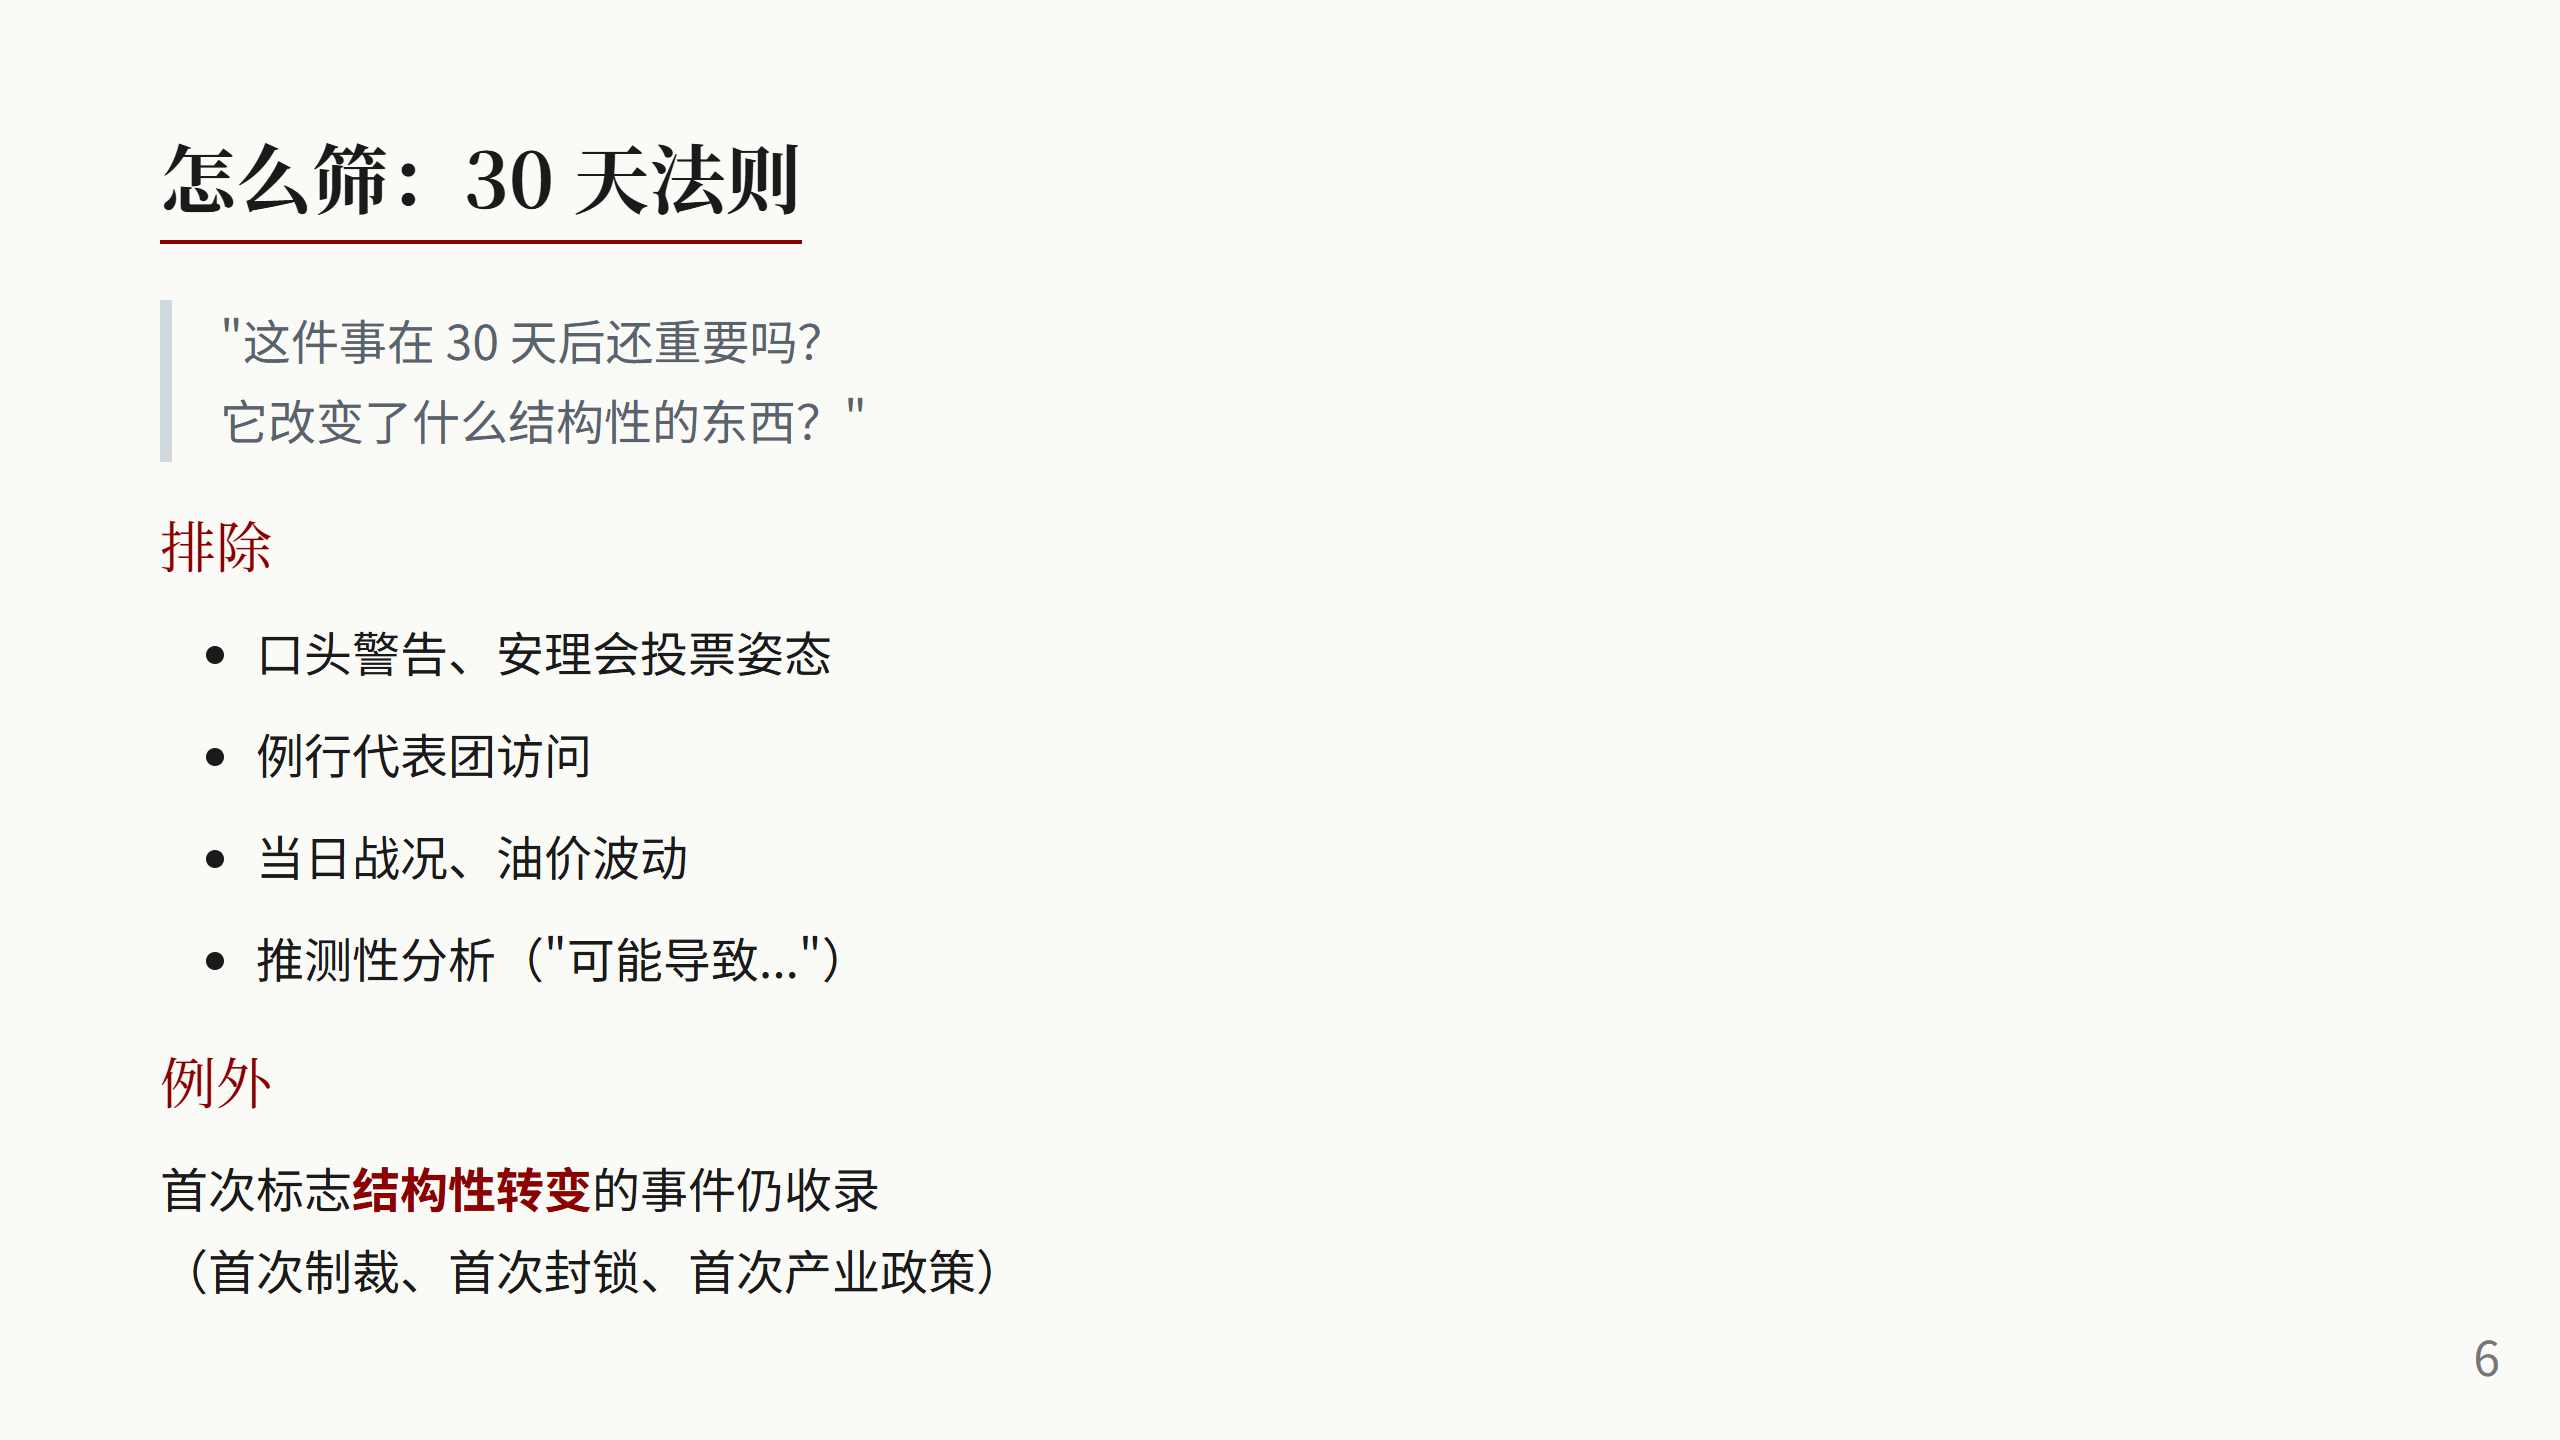 怎么筛：30 天法则
"这件事在 30 天后还重要吗？
它改变了什么结构性的东西？"
排除
• 口头警告、安理会投票姿态
• 例行代表团访问
• 当日战况、油价波动
• 推测性分析（"可能导致..."）
例外
首次标志结构性转变的事件仍收录
（首次制裁、首次封锁、首次产业政策）
6